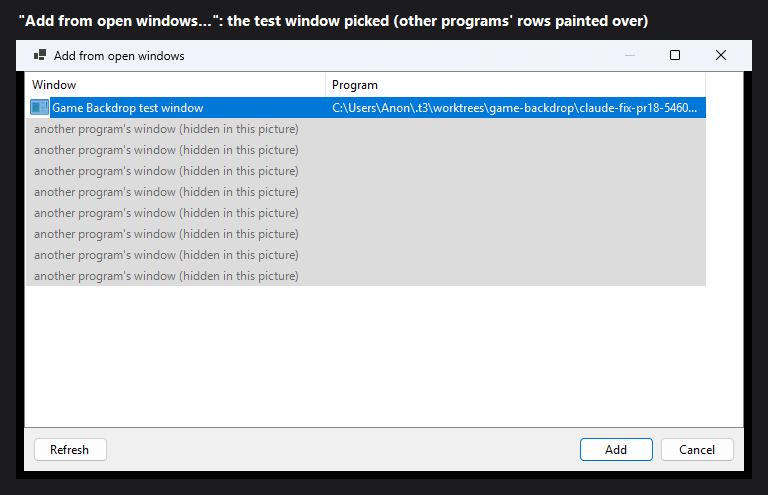 "Add from open windows...": the test window picked (other programs' rows painted over)
Add from open windows
Window Program
Game Backdrop test window C:\Users\Anon\.t3\worktrees\game-backdrop\claude-fix-pr18-5460...
another program's window (hidden in this picture)
another program's window (hidden in this picture)
another program's window (hidden in this picture)
another program's window (hidden in this picture)
another program's window (hidden in this picture)
another program's window (hidden in this picture)
another program's window (hidden in this picture)
another program's window (hidden in this picture)
Refresh Add Cancel